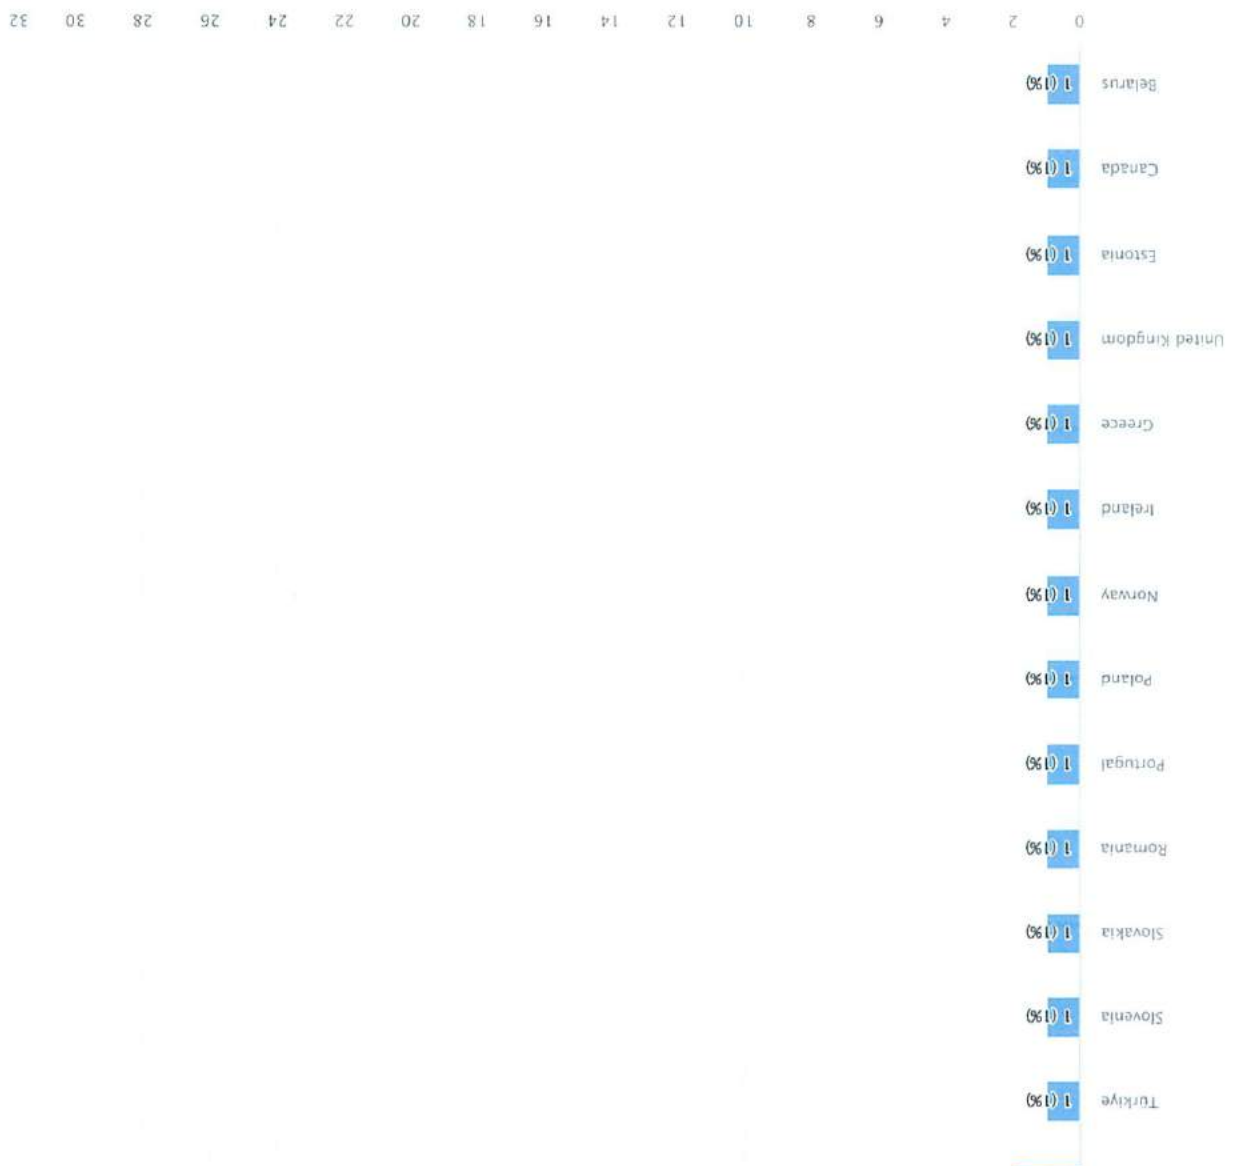 Türkiye 1 (1%)
Slovenia 1 (1%)
Slovakia 1 (1%)
Romania 1 (1%)
Portugal 1 (1%)
Poland 1 (1%)
Norway 1 (1%)
Ireland 1 (1%)
Greece 1 (1%)
United Kingdom 1 (1%)
Estonia 1 (1%)
Canada 1 (1%)
Belarus 1 (1%)
0 2 4 6 8 10 12 14 16 18 20 22 24 26 28 30 32